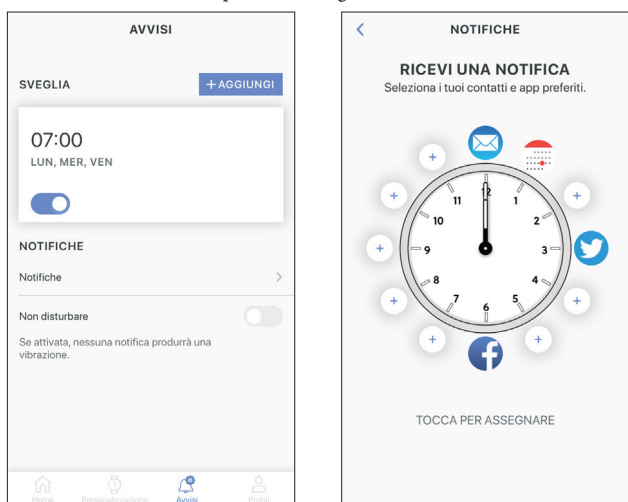 AVVISI
SVEGLIA
+AGGIUNGI
07:00
LUN, MER, VEN
NOTIFICHE
Notifiche
Non disturbare
Se attivata, nessuna notifica produrrà una
vibrazione.
Home Personalizzazione Avvisi Profili
NOTIFICHE
RICEVI UNA NOTIFICA
Seleziona i tuoi contatti e app preferiti.
12
1
2
3
4
5
6
7
8
9
10
11
TOCCA PER ASSEGNARE